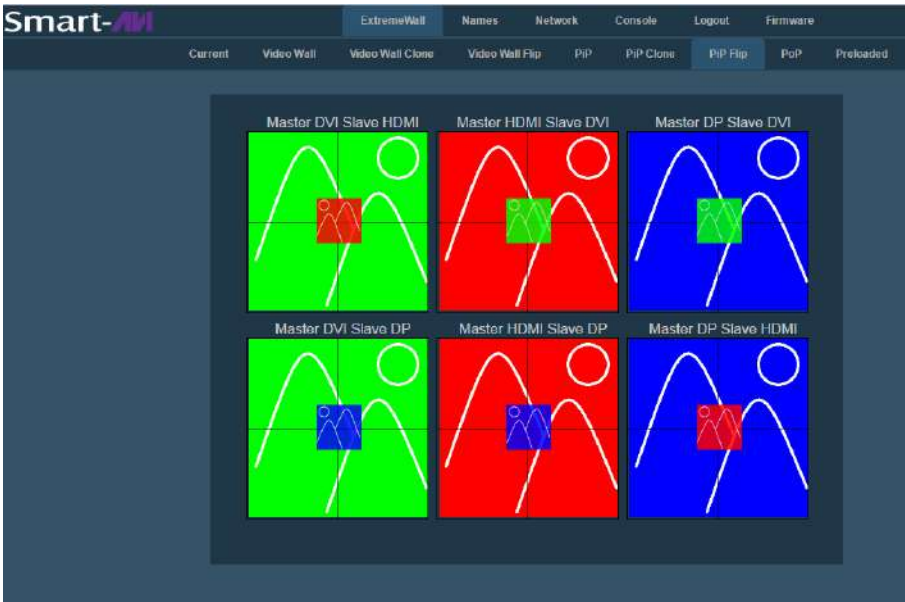 Smart-AVI
ExtremeWall Names Network Console Logout Firmware
Current Video Wall Video Wall Clone Video Wall Flip PiP PiP Clone PiP Flip PoP Preloaded
Master DVI Slave HDMI Master HDMI Slave DVI Master DP Slave DVI
Master DVI Slave DP Master HDMI Slave DP Master DP Slave HDMI